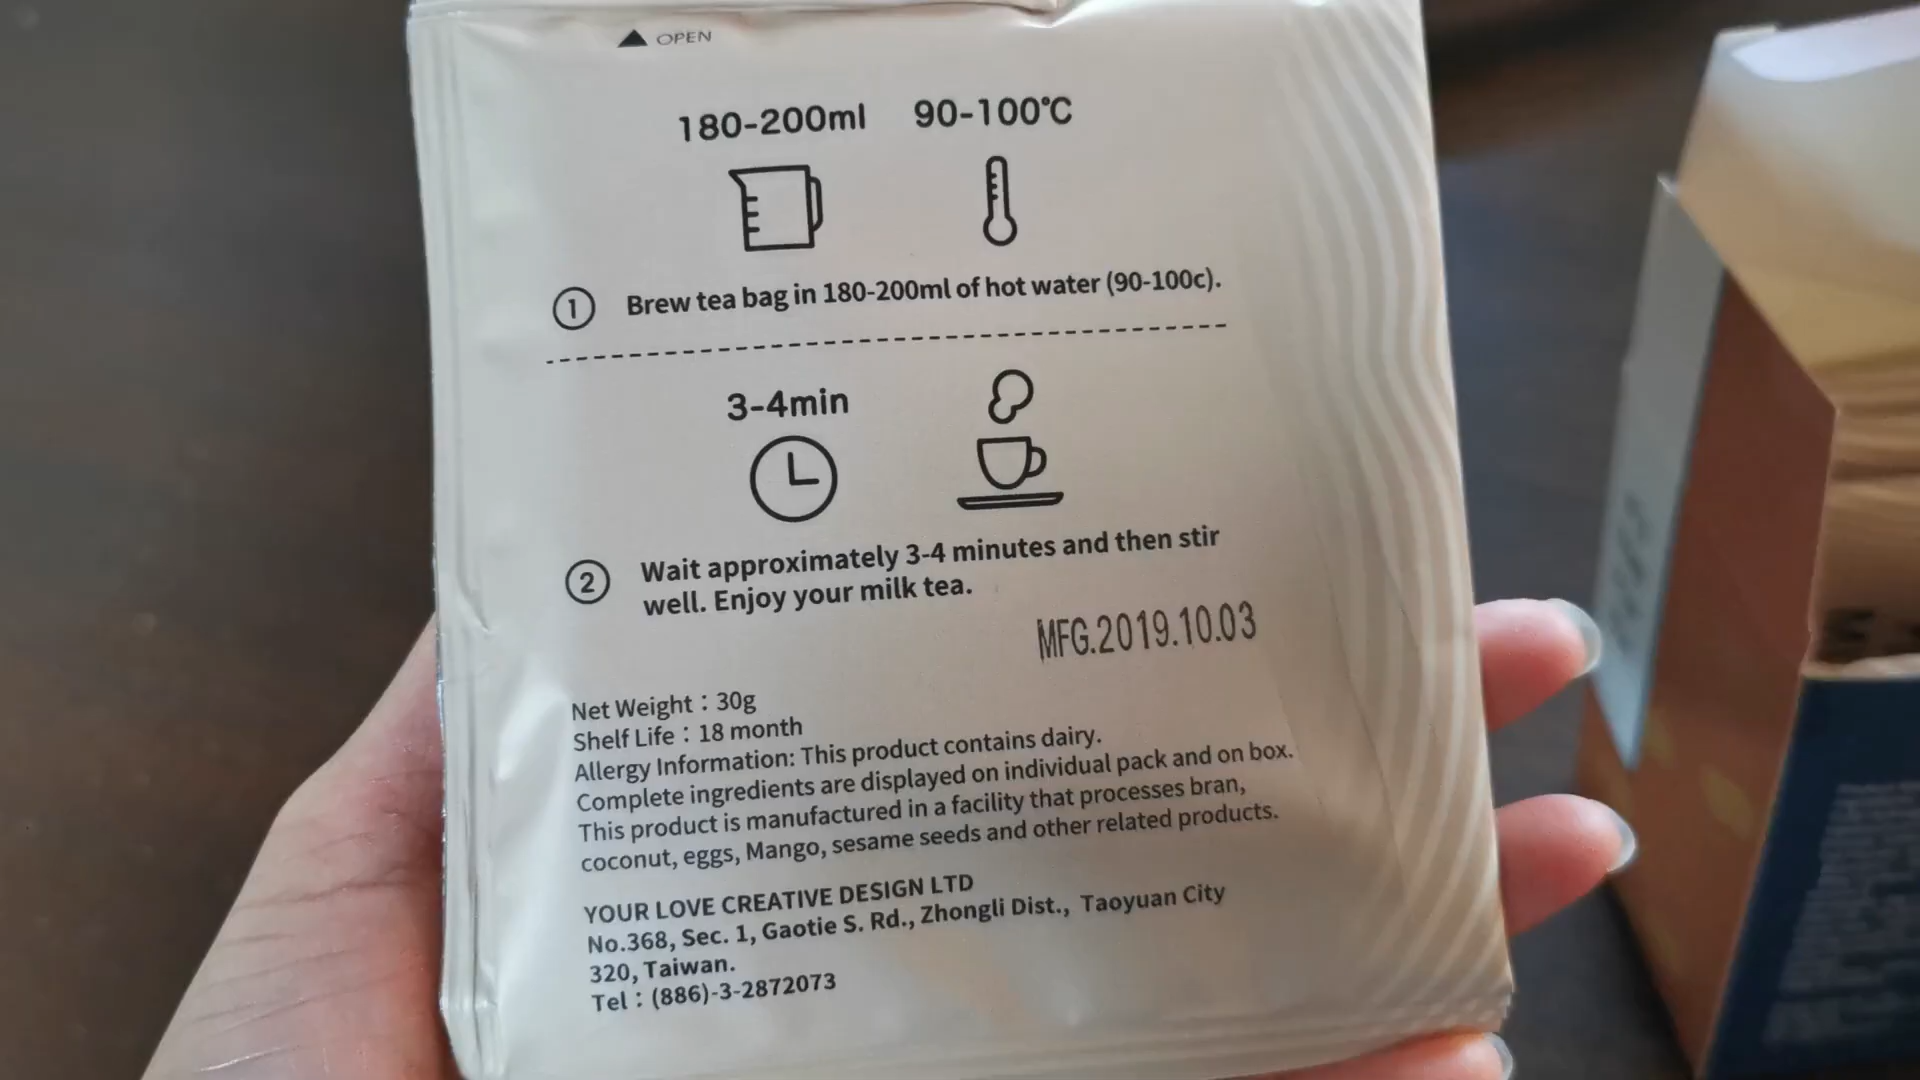 ▲ OPEN
180-200ml 90-100℃
① Brew tea bag in 180-200ml of hot water (90-100c).
3-4min
② Wait approximately 3-4 minutes and then stir
well. Enjoy your milk tea.
MFG.2019.10.03
Net Weight：30g
Shelf Life：18 month
Allergy Information: This product contains dairy.
Complete ingredients are displayed on individual pack and on box.
This product is manufactured in a facility that processes bran,
coconut, eggs, Mango, sesame seeds and other related products.
YOUR LOVE CREATIVE DESIGN LTD
No.368, Sec. 1, Gaotie S. Rd., Zhongli Dist., Taoyuan City
320, Taiwan.
Tel：(886)-3-2872073